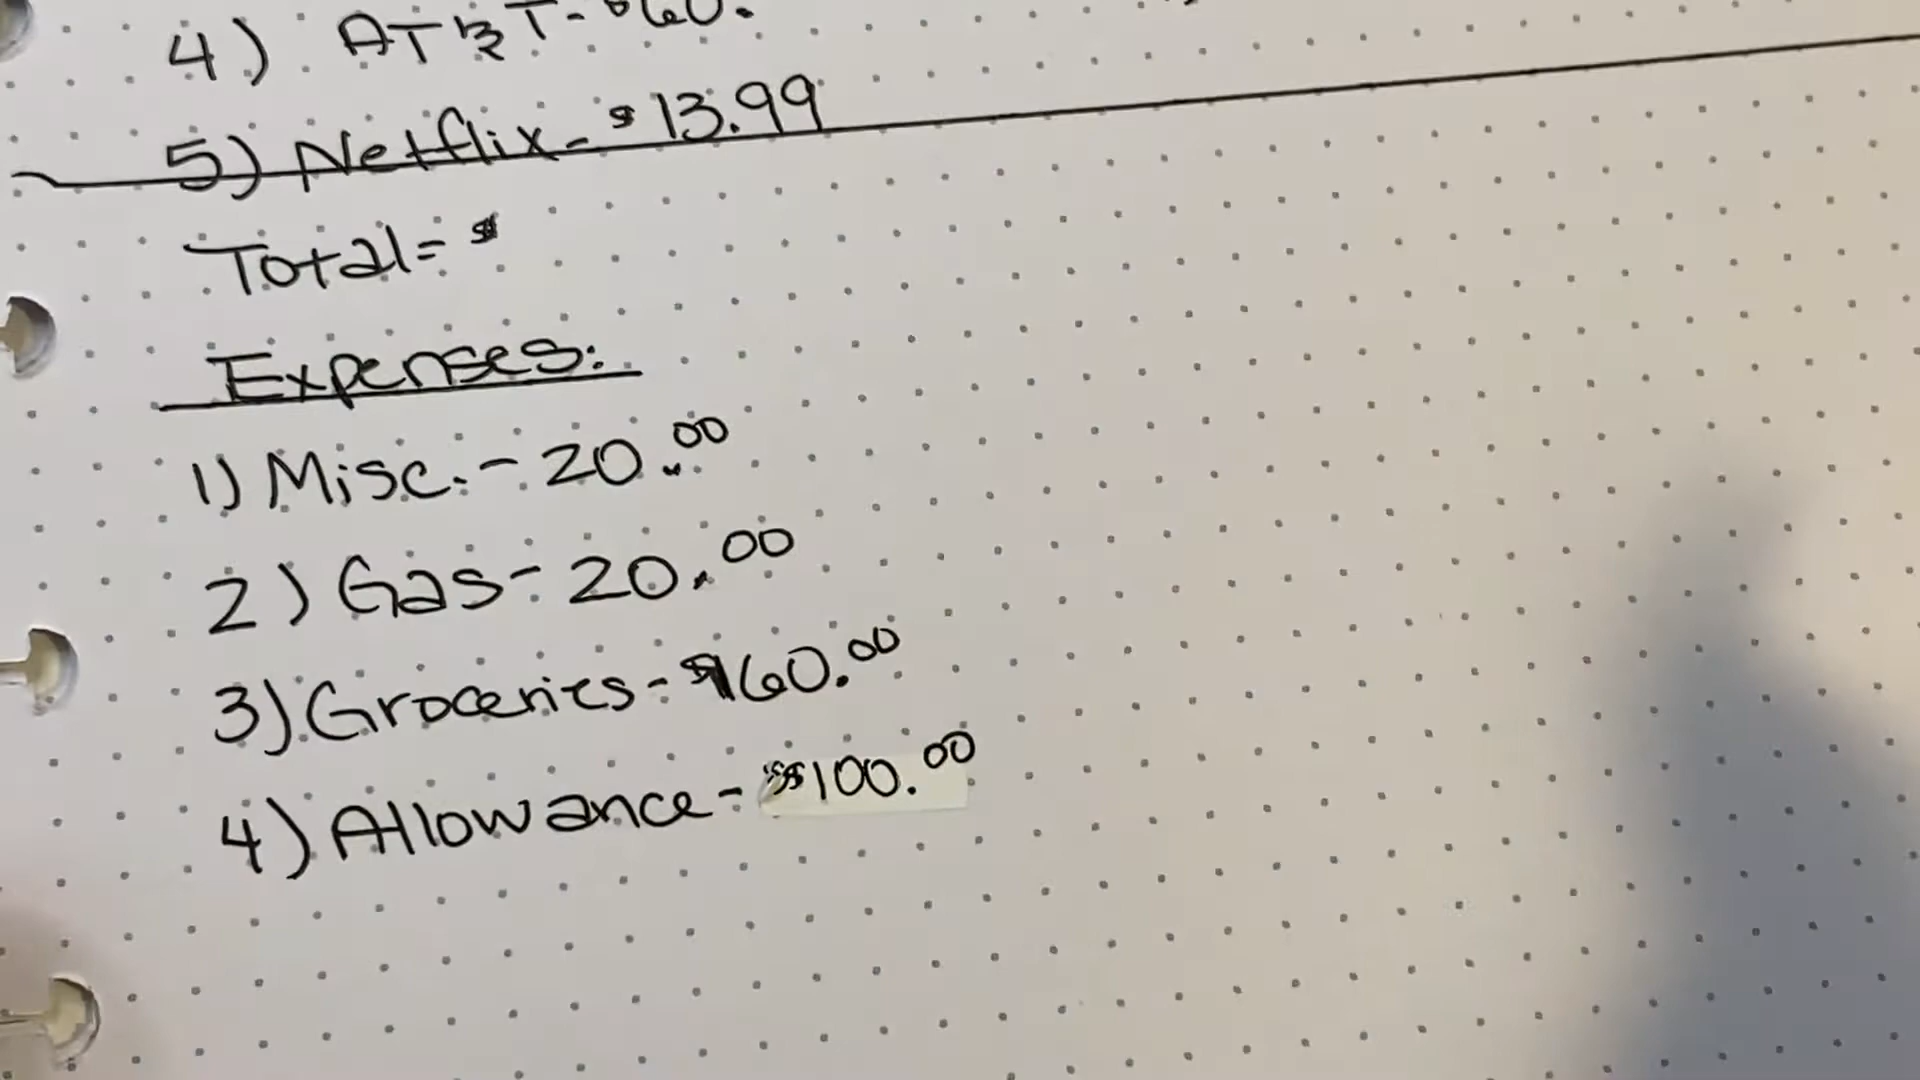 4) AT&T - $60.
5) Netflix - $13.99
Total = $
Expenses:
1) Misc. - 20.00
2) Gas - 20.00
3) Groceries - $60.00
4) Allowance - $100.00